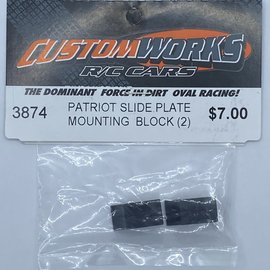 CUSTOMWORKS
R/C CARS
THE DOMINANT FORCE IN DIRT OVAL RACING!
3874
PATRIOT SLIDE PLATE
MOUNTING BLOCK (2)
$7.00